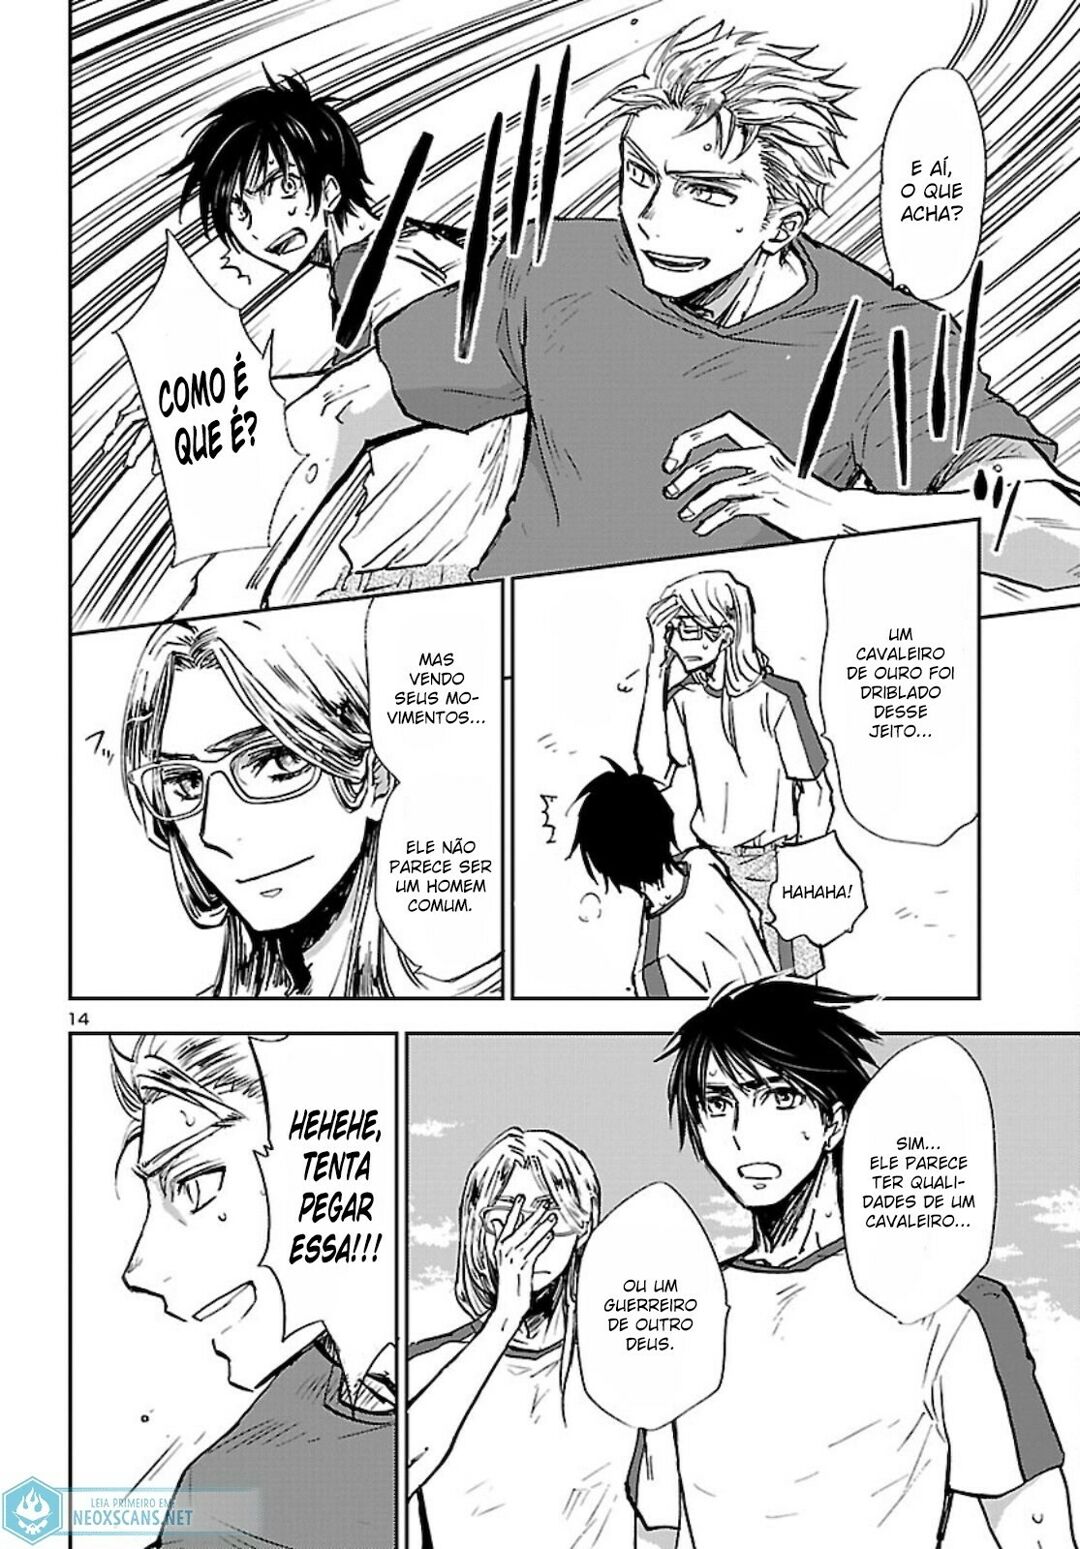 E AÍ,
O QUE
ACHA?
COMO É
QUE É?
UM
CAVALEIRO
DE OURO FOI
DRIBLADO
DESSE
JEITO...
HAHAHA!
MAS
VENDO
SEUS MO-
VIMENTOS...
ELE NÃO
PARECE SER
UM HOMEM
COMUM.
14
SIM...
ELE PARECE
TER QUALI-
DADES DE UM
CAVALEIRO...
OU UM
GUERREIRO
DE OUTRO
DEUS.
HEHEHE,
TENTA
PEGAR
ESSA!!!
LEIA PRIMEIRO EM:
NEOXSCANS.NET